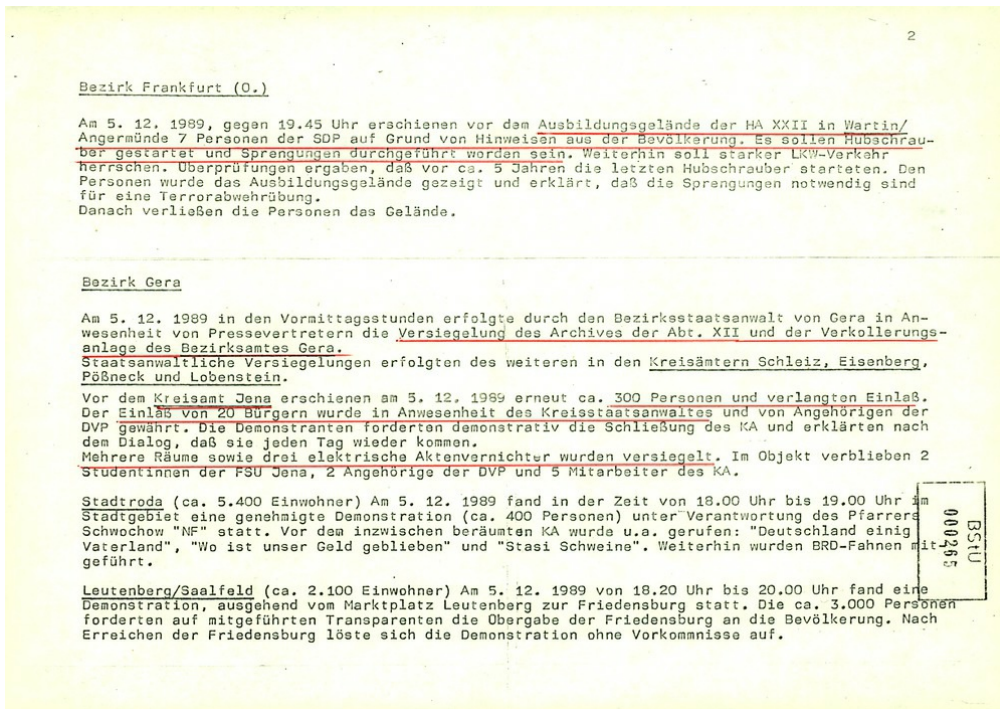 2
Bezirk Frankfurt (O.)
Am 5. 12. 1989, gegen 19.45 Uhr erschienen vor dem Ausbildungsgelände der HA XXII in Wartin/
Angermünde 7 Personen der SDP auf Grund von Hinweisen aus der Bevölkerung. Es sollen Hubschrau-
ber gestartet und Sprengungen durchgeführt worden sein. Weiterhin soll starker LKW-Verkehr
herrschen. Überprüfungen ergaben, daß vor ca. 5 Jahren die letzten Hubschrauber starteten. Den
Personen wurde das Ausbildungsgelände gezeigt und erklärt, daß die Sprengungen notwendig sind
für eine Terrorabwehrübung.
Danach verließen die Personen das Gelände.
Bezirk Gera
Am 5. 12. 1989 in den Vormittagsstunden erfolgte durch den Bezirksstaatsanwalt von Gera in An-
wesenheit von Pressevertretern die Versiegelung des Archives der Abt. XII und der Verkollerungs-
anlage des Bezirksamtes Gera.
Staatsanwaltliche Versiegelungen erfolgten des weiteren in den Kreisämtern Schleiz, Eisenberg,
Pößneck und Lobenstein.
Vor dem Kreisamt Jena erschienen am 5. 12. 1989 erneut ca. 300 Personen und verlangten Einlaß.
Der Einlaß von 20 Bürgern wurde in Anwesenheit des Kreisstaatsanwaltes und von Angehörigen der
DVP gewährt. Die Demonstranten forderten demonstrativ die Schließung des KA und erklärten nach
dem Dialog, daß sie jeden Tag wieder kommen.
Mehrere Räume sowie drei elektrische Aktenvernichter wurden versiegelt. Im Objekt verblieben 2
Studentinnen der FSU Jena, 2 Angehörige der DVP und 5 Mitarbeiter des KA.
Stadtroda (ca. 5.400 Einwohner) Am 5. 12. 1989 fand in der Zeit von 18.00 Uhr bis 19.00 Uhr im
Stadtgebiet eine genehmigte Demonstration (ca. 400 Personen) unter Verantwortung des Pfarrers
Schwochow "NF" statt. Vor dem inzwischen beräumten KA wurde u.a. gerufen: "Deutschland einig
Vaterland", "Wo ist unser Geld geblieben" und "Stasi Schweine". Weiterhin wurden BRD-Fahnen mit-
geführt.
BStU
000265
Leutenberg/Saalfeld (ca. 2.100 Einwohner) Am 5. 12. 1989 von 18.20 Uhr bis 20.00 Uhr fand eine
Demonstration, ausgehend vom Marktplatz Leutenberg zur Friedensburg statt. Die ca. 3.000 Personen
forderten auf mitgeführten Transparenten die Obergabe der Friedensburg an die Bevölkerung. Nach
Erreichen der Friedensburg löste sich die Demonstration ohne Vorkommnisse auf.